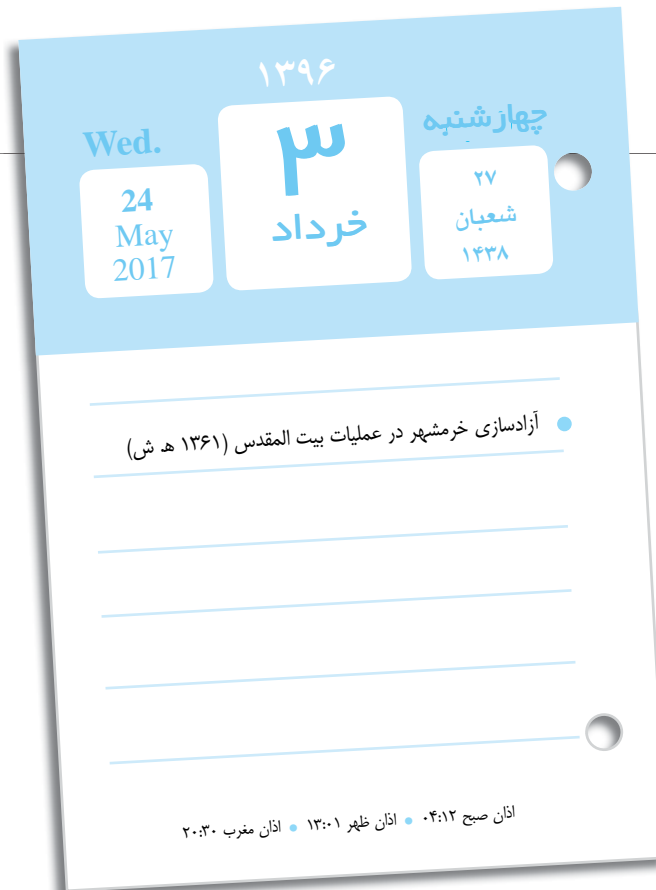 ۱۳۹۶
چهارشنبه
۲۷
شعبان
۱۴۳۸
۳
خرداد
Wed.
24
May
2017
آزادسازی خرمشهر در عملیات بیت المقدس (۱۳۶۱ ه ش)
اذان صبح ۰۴:۱۲ • اذان ظهر ۱۳:۰۱ • اذان مغرب ۲۰:۳۰